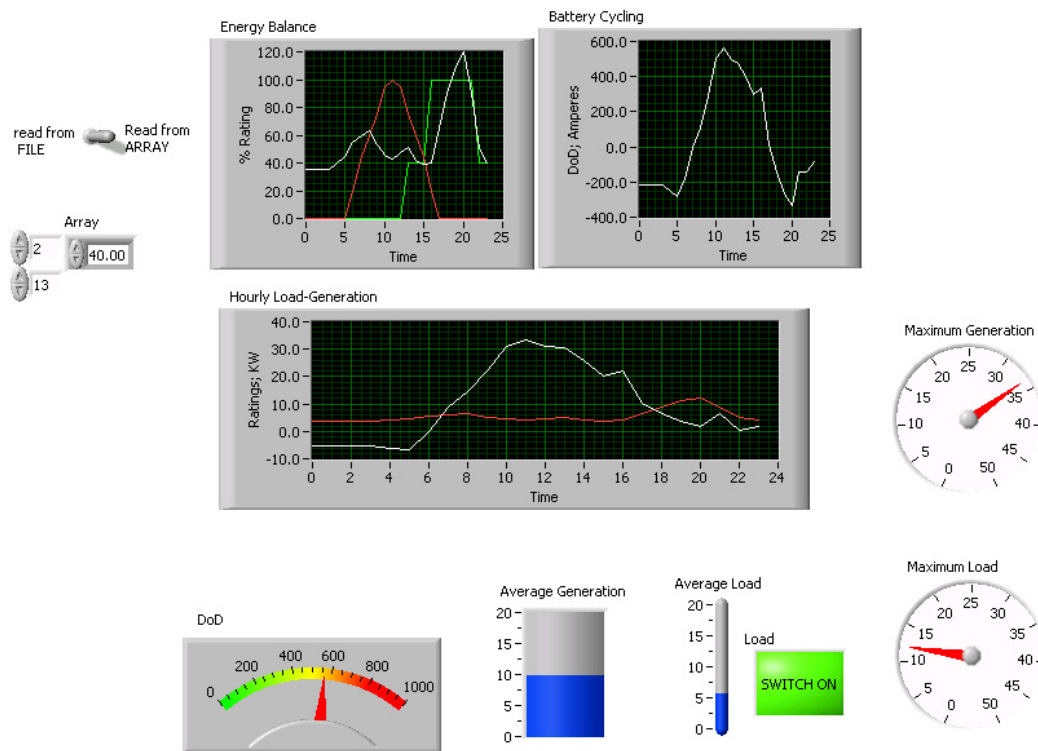 Energy Balance
120.0
100.0
80.0
60.0
40.0
20.0
0.0
% Rating
0 5 10 15 20 25
Time
Battery Cycling
600.0
400.0
200.0
0.0
-200.0
-400.0
DoD; Amperes
0 5 10 15 20 25
Time
read from
FILE
Read from
ARRAY
Array
2
40.00
13
Hourly Load-Generation
40.0
30.0
20.0
10.0
0.0
-10.0
Ratings; KW
0 2 4 6 8 10 12 14 16 18 20 22 24
Time
Maximum Generation
0 5 10 15 20 25 30 35 40 45 50
DoD
0 200 400 600 800 1000
Average Generation
20
15
10
5
0
Average Load
20
15
10
5
0
Load
SWITCH ON
Maximum Load
0 5 10 15 20 25 30 35 40 45 50